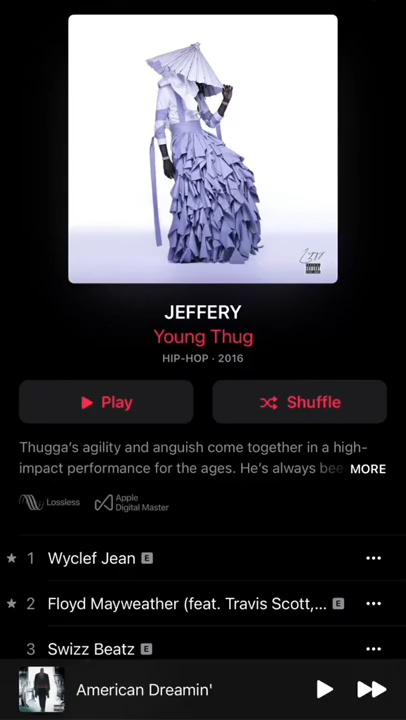 JEFFERY
Young Thug
HIP-HOP · 2016
Play
Shuffle
Thugga's agility and anguish come together in a high-
impact performance for the ages. He's always bee MORE
Lossless
Apple
Digital Master
★ 1 Wyclef Jean E
★ 2 Floyd Mayweather (feat. Travis Scott,... E
3 Swizz Beatz E
American Dreamin'